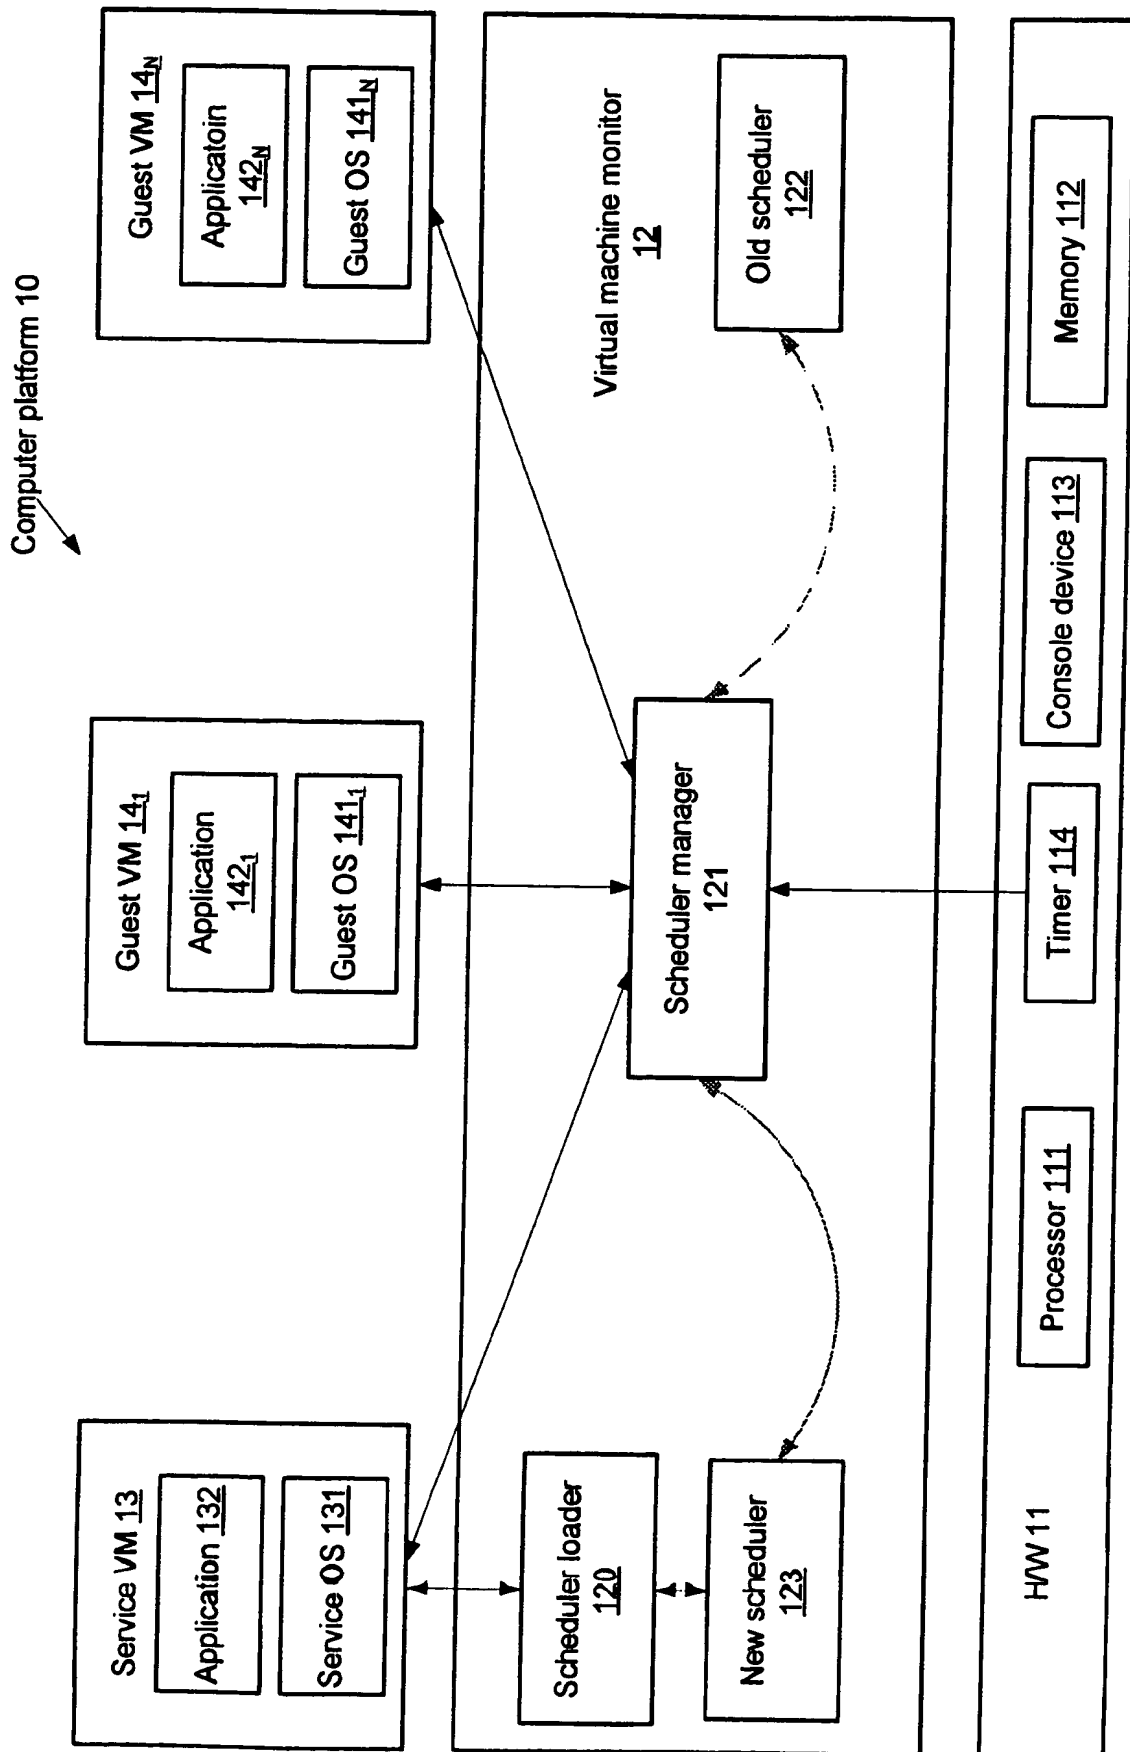 Computer platform 10
Service VM 13
Application 132
Service OS 131
Guest VM 14₁
Application
142₁
Guest OS 141₁
Guest VM 14N
Applicatoin
142N
Guest OS 141N
Virtual machine monitor
12
Scheduler loader
120
New scheduler
123
Scheduler manager
121
Old scheduler
122
H/W 11
Processor 111
Timer 114
Console device 113
Memory 112